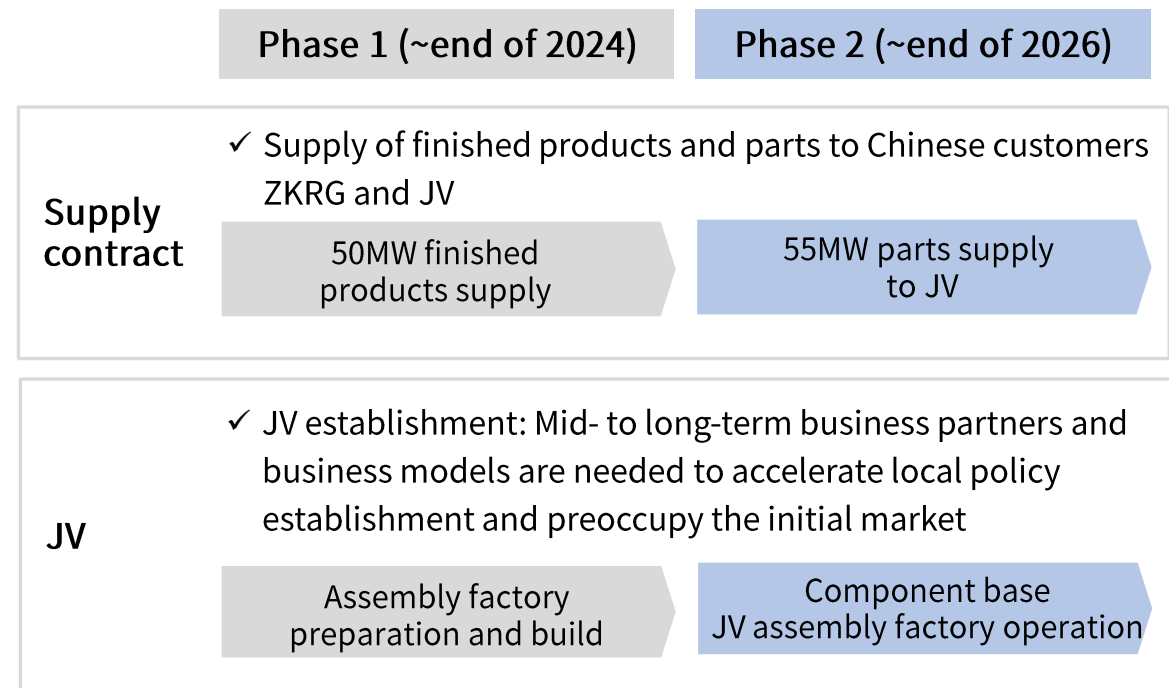 Phase 1 (~end of 2024)
Phase 2 (~end of 2026)
Supply
contract
✓ Supply of finished products and parts to Chinese customers
ZKRG and JV
50MW finished
products supply
55MW parts supply
to JV
JV
✓ JV establishment: Mid- to long-term business partners and
business models are needed to accelerate local policy
establishment and preoccupy the initial market
Assembly factory
preparation and build
Component base
JV assembly factory operation